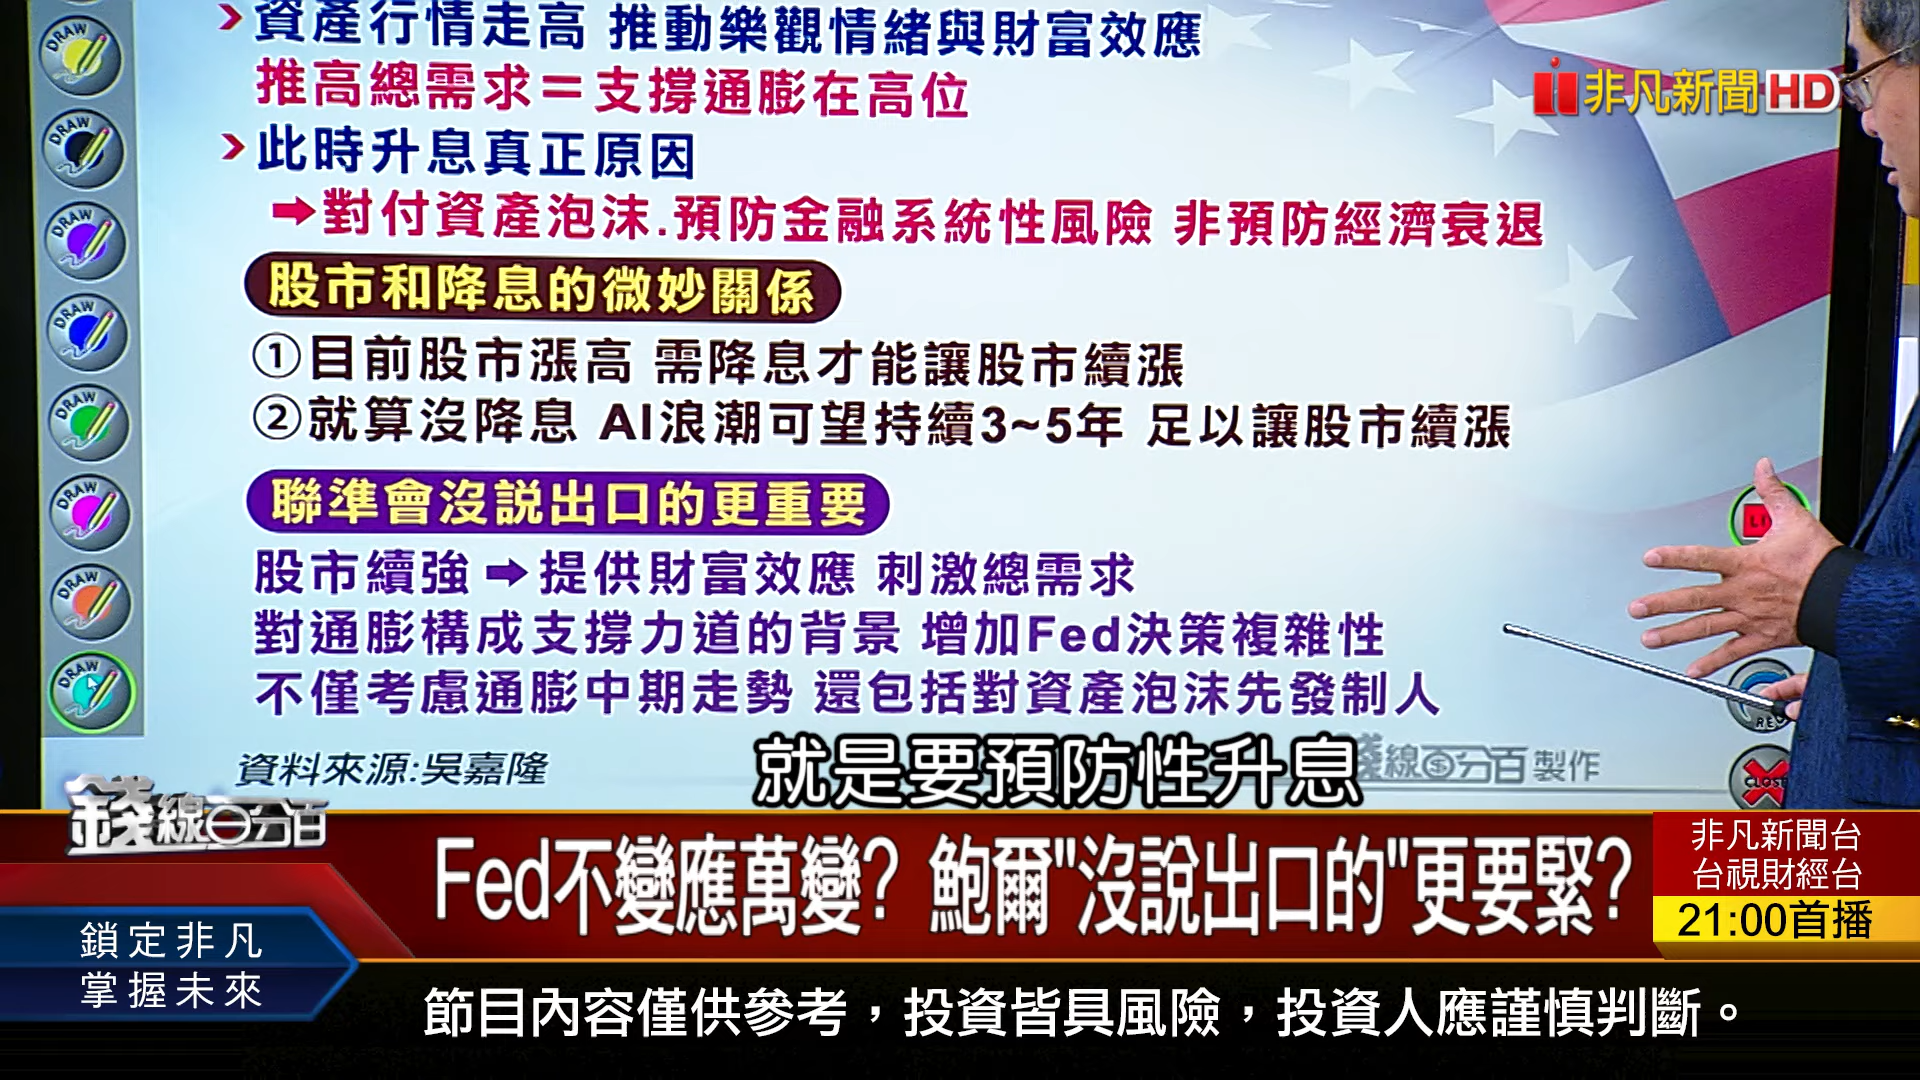 資產行情走高 推動樂觀情緒與財富效應
推高總需求＝支撐通膨在高位
此時升息真正原因
➡對付資產泡沫.預防金融系統性風險 非預防經濟衰退
股市和降息的微妙關係
①目前股市漲高 需降息才能讓股市續漲
②就算沒降息 AI浪潮可望持續3~5年 足以讓股市續漲
聯準會沒説出口的更重要
股市續強➡提供財富效應 刺激總需求
對通膨構成支撐力道的背景 增加Fed決策複雜性
不僅考慮通膨中期走勢 還包括對資產泡沫先發制人
資料來源:吳嘉隆
錢線百分百 製作
DRAW
DRAW
DRAW
DRAW
DRAW
DRAW
DRAW
DRAW
CLOSE
非凡新聞HD
就是要預防性升息
錢線百分百
Fed不變應萬變? 鮑爾"沒說出口的"更要緊?
非凡新聞台
台視財經台
21:00首播
鎖定非凡
掌握未來
節目內容僅供參考，投資皆具風險，投資人應謹慎判斷。